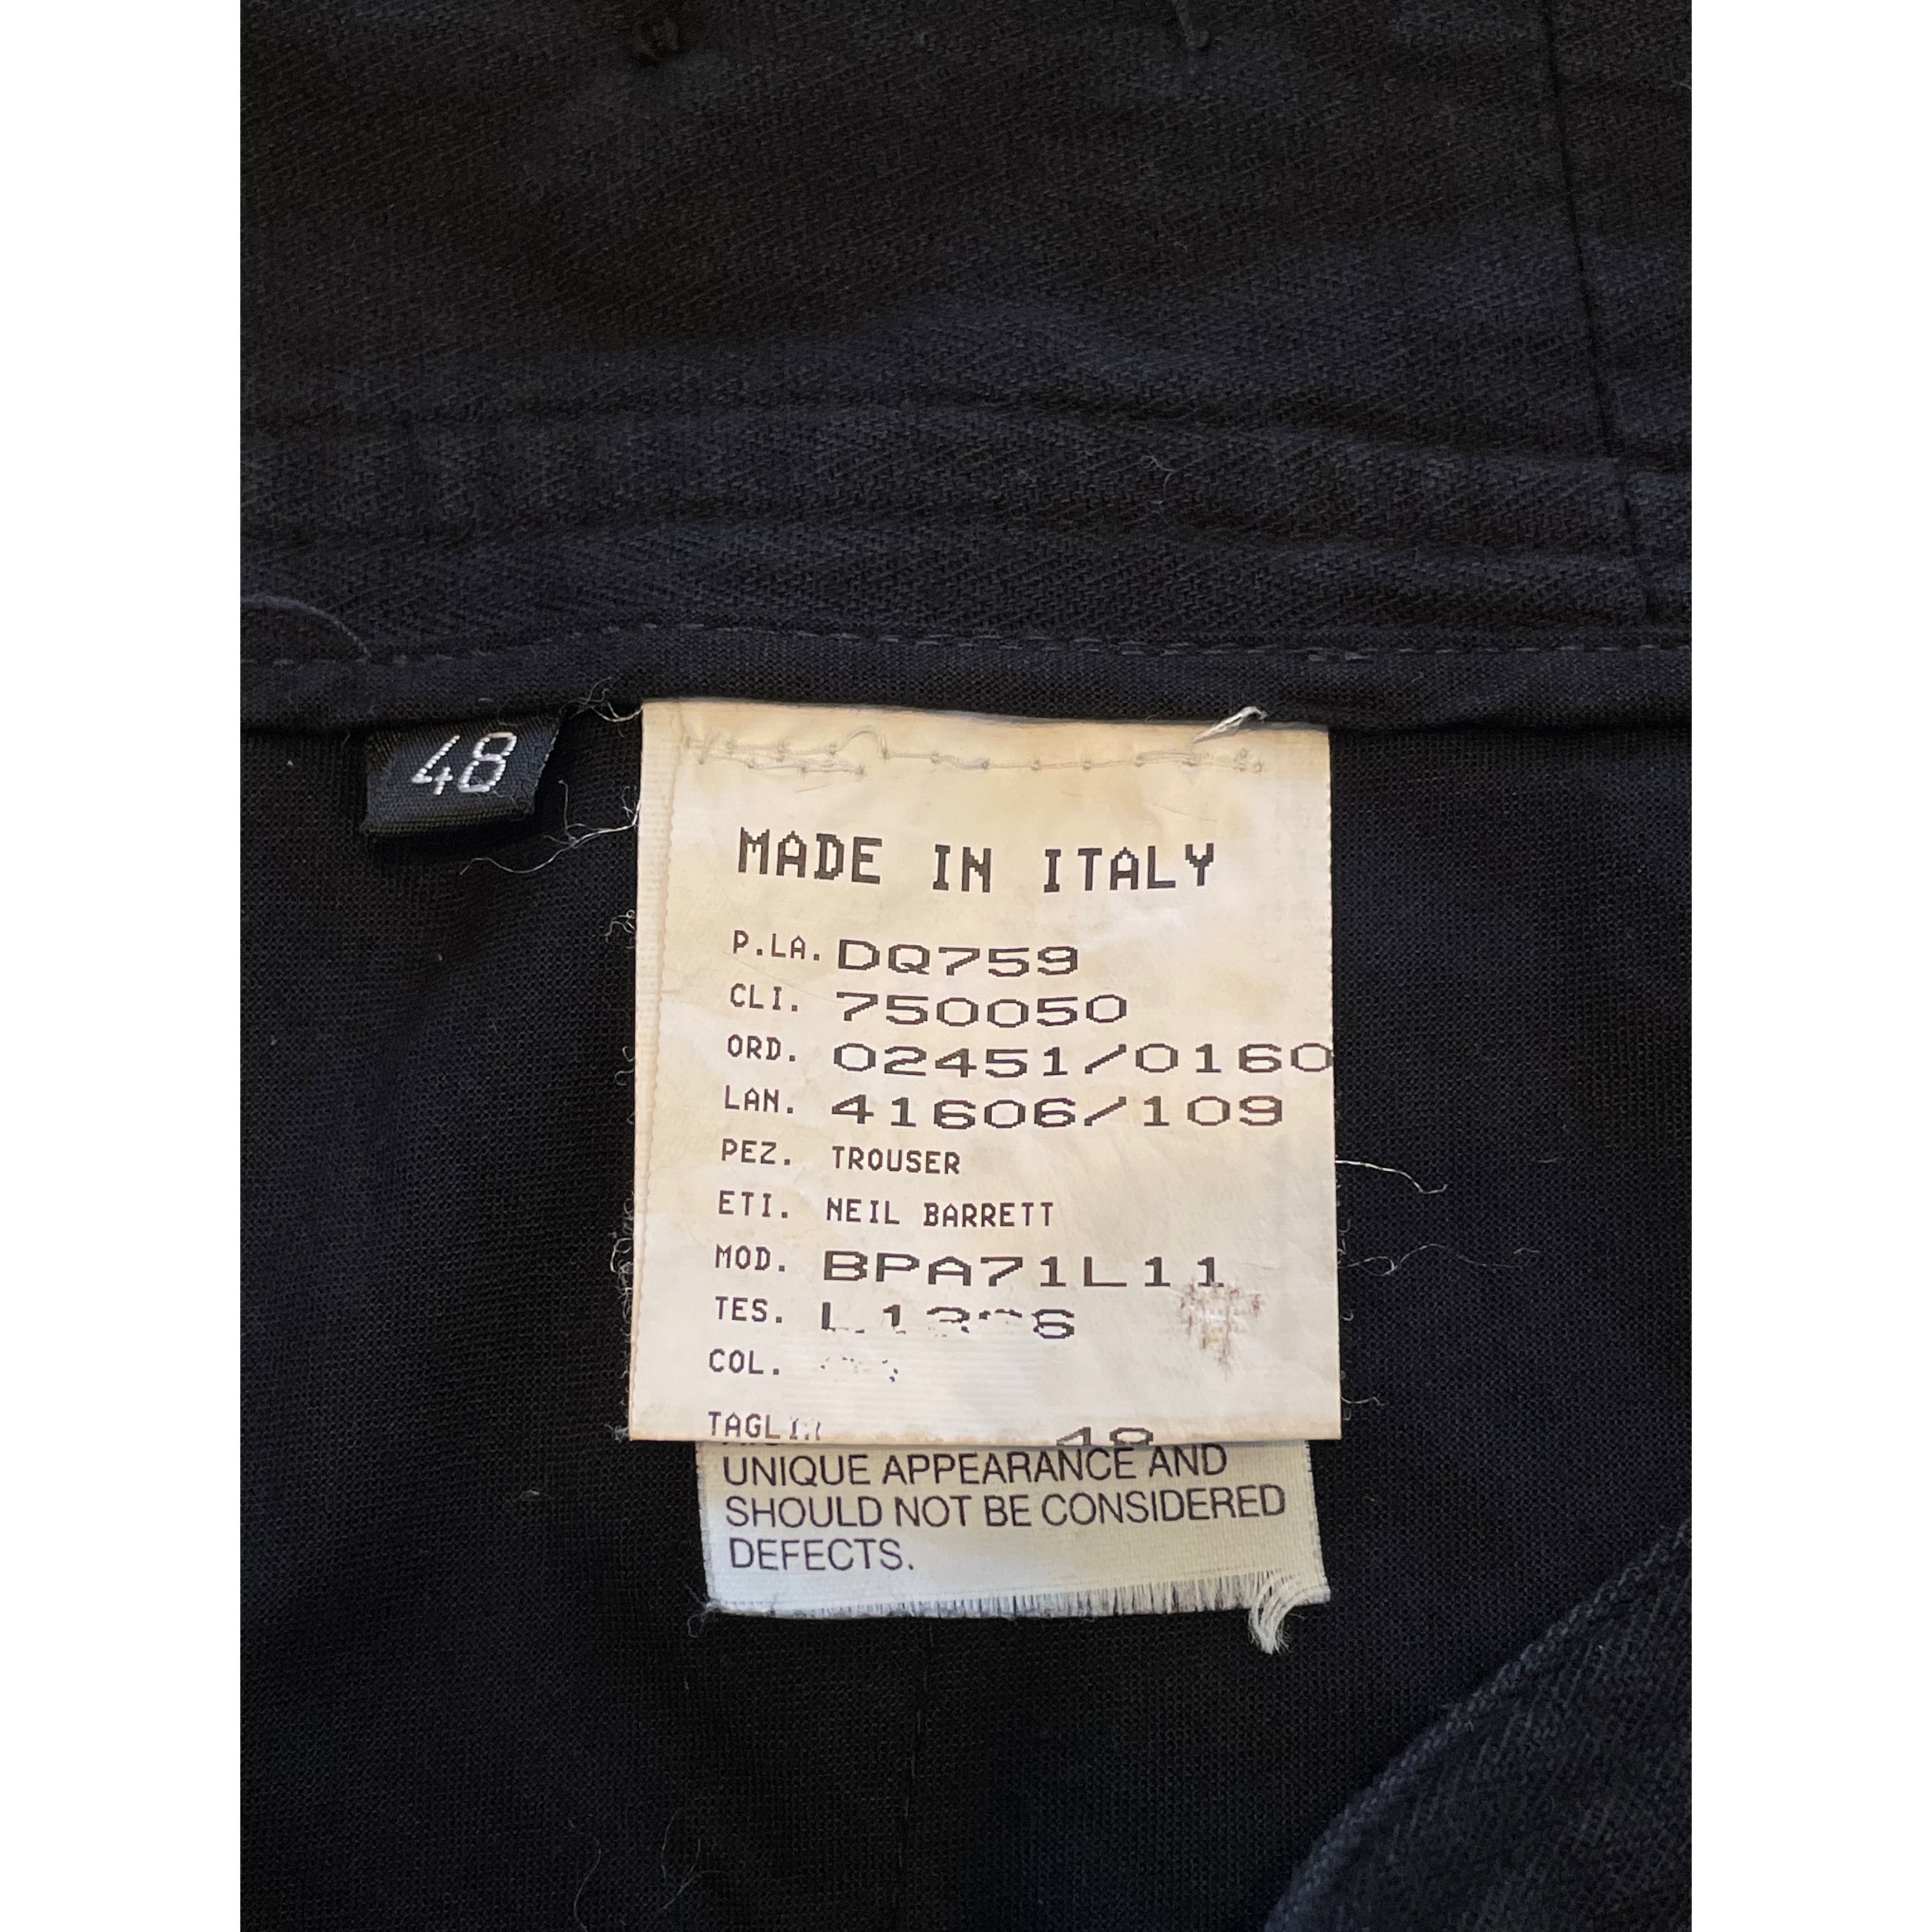 48
MADE IN ITALY
P.LA. DQ759
CLI. 750050
ORD. 02451/0160
LAN. 41606/109
PEZ. TROUSER
ETI. NEIL BARRETT
MOD. BPA71L11
TES.
COL.
48
UNIQUE APPEARANCE AND
SHOULD NOT BE CONSIDERED
DEFECTS.